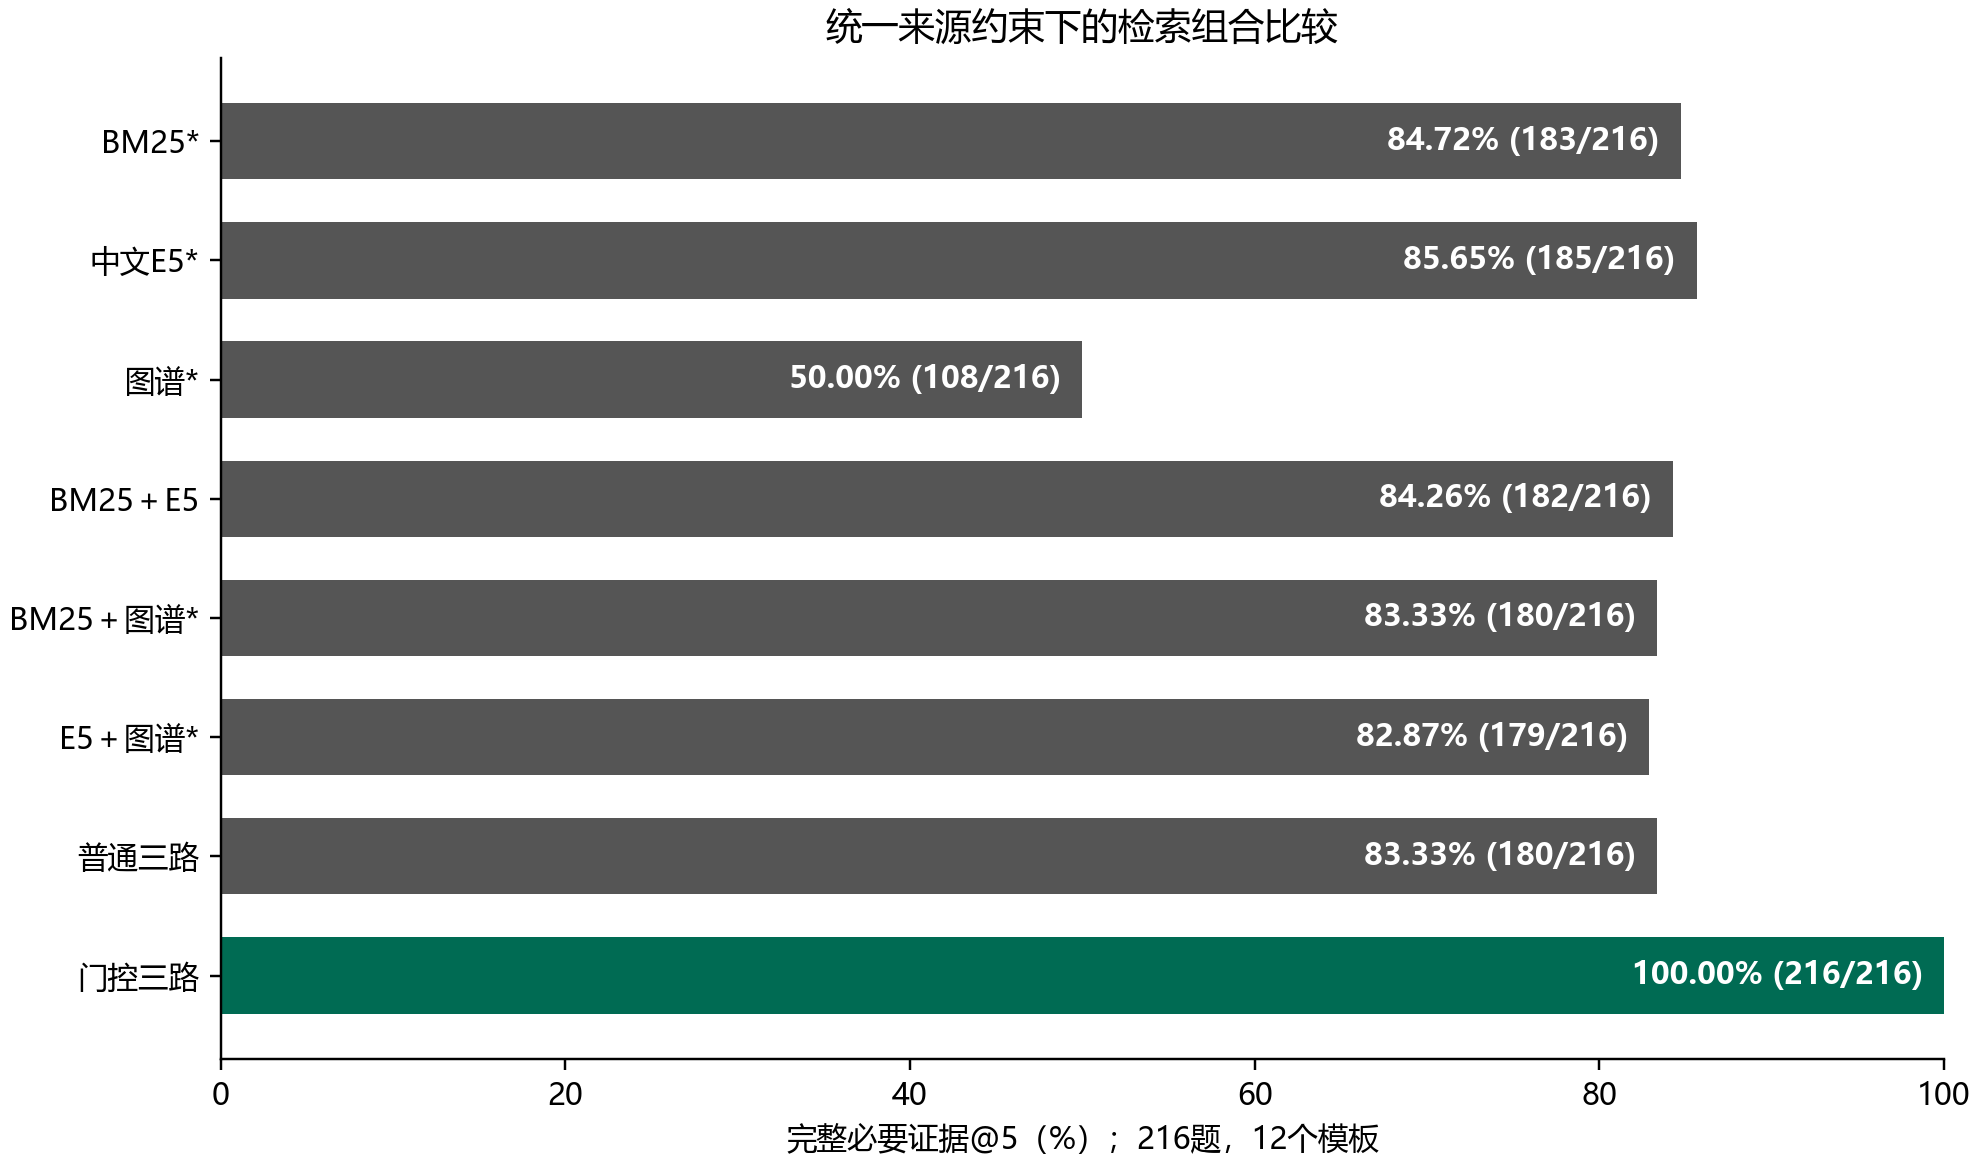 统一来源约束下的检索组合比较
BM25* 84.72% (183/216)
中文E5* 85.65% (185/216)
图谱* 50.00% (108/216)
BM25 + E5 84.26% (182/216)
BM25 + 图谱* 83.33% (180/216)
E5 + 图谱* 82.87% (179/216)
普通三路 83.33% (180/216)
门控三路 100.00% (216/216)
0 20 40 60 80 100
完整必要证据@5（%）；216题，12个模板